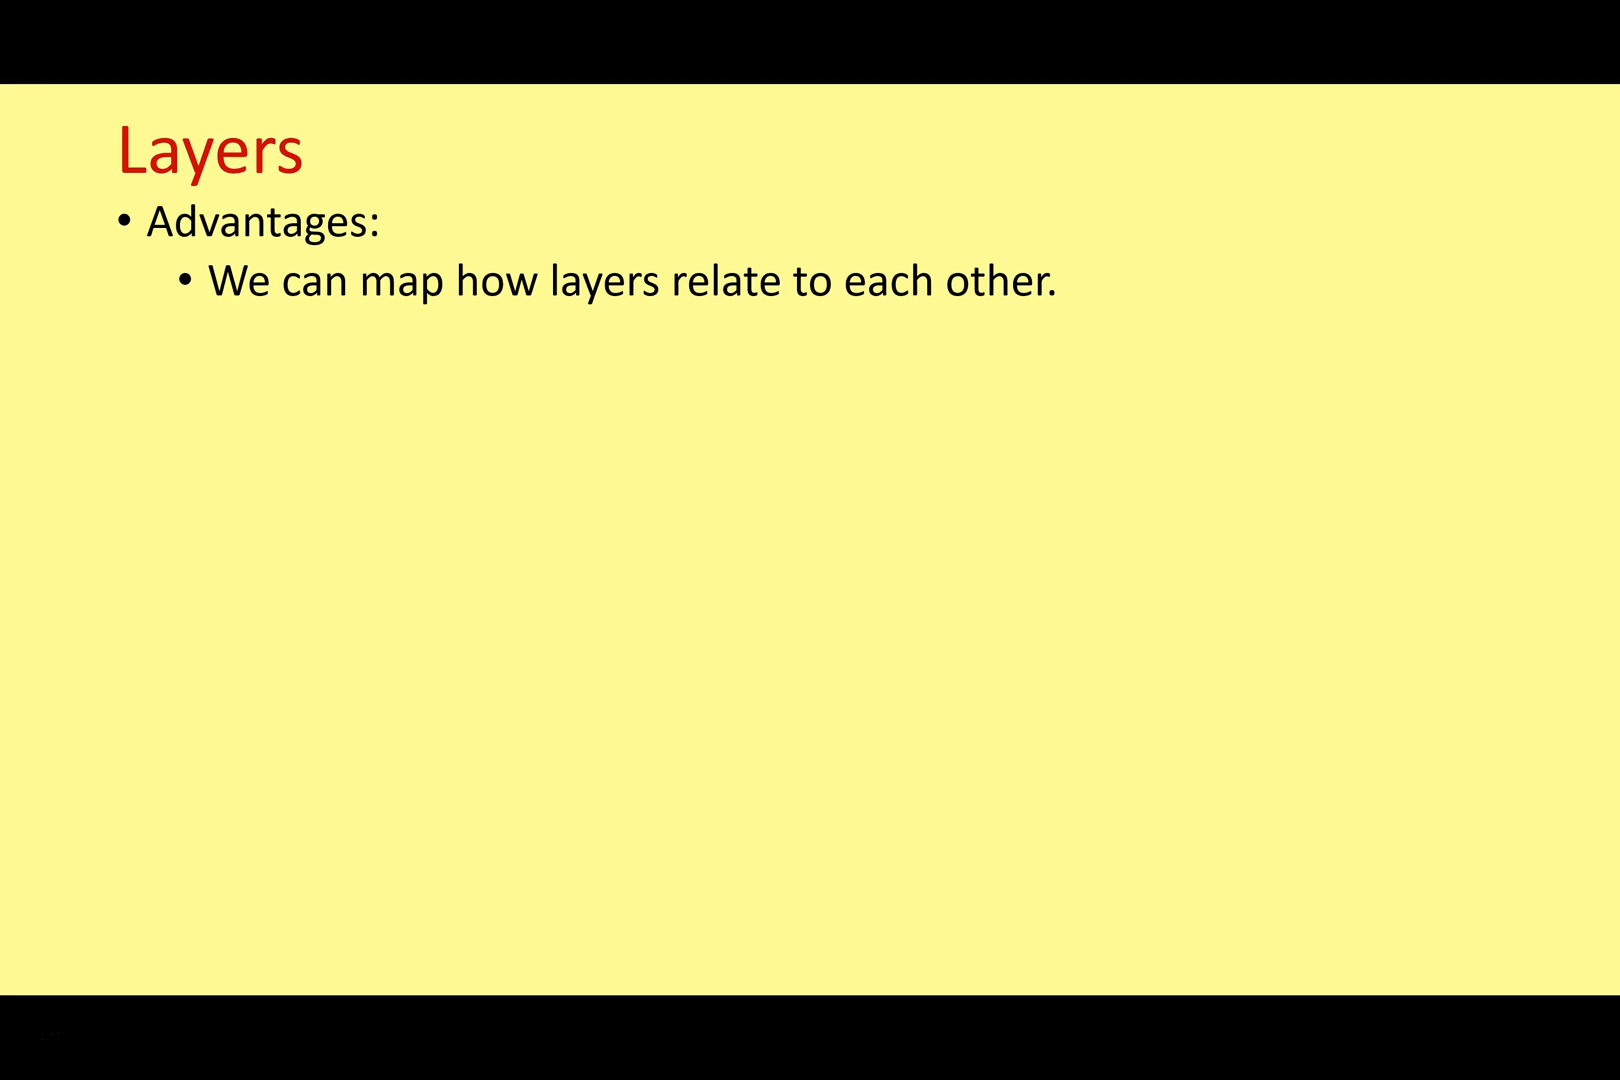 Layers
• Advantages:
• We can map how layers relate to each other.